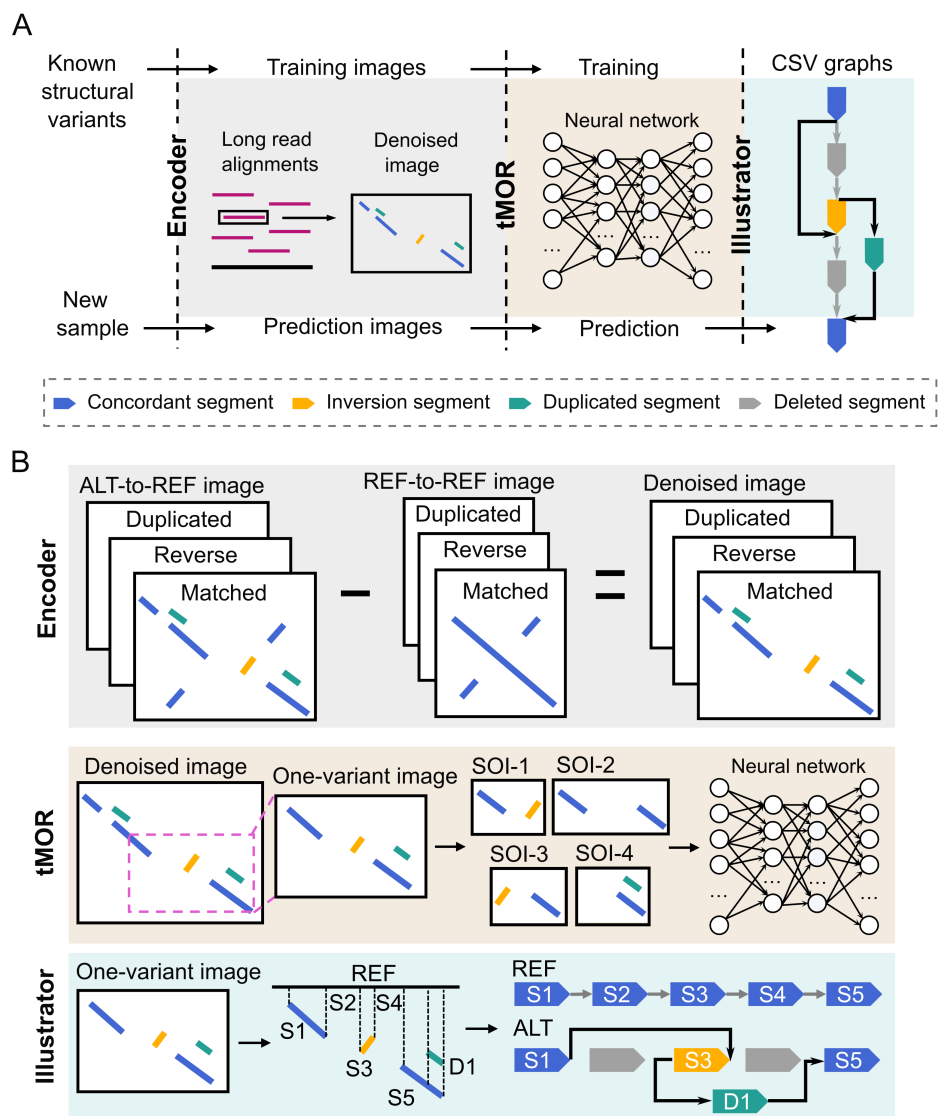 A
Known
structural
variants
Training images
Training
CSV graphs
Encoder
Long read
alignments
Denoised
image
tMOR
Neural network
...
...
...
...
Illustrator
New
sample
Prediction images
Prediction
Concordant segment
Inversion segment
Duplicated segment
Deleted segment
B
Encoder
ALT-to-REF image
Duplicated
Reverse
Matched
REF-to-REF image
Duplicated
Reverse
Matched
Denoised image
Duplicated
Reverse
Matched
tMOR
Denoised image
One-variant image
SOI-1
SOI-2
SOI-3
SOI-4
Neural network
...
...
...
...
Illustrator
One-variant image
REF
S1
S2
S3
S4
S5
D1
REF
S1
S2
S3
S4
S5
ALT
S1
S3
S5
D1